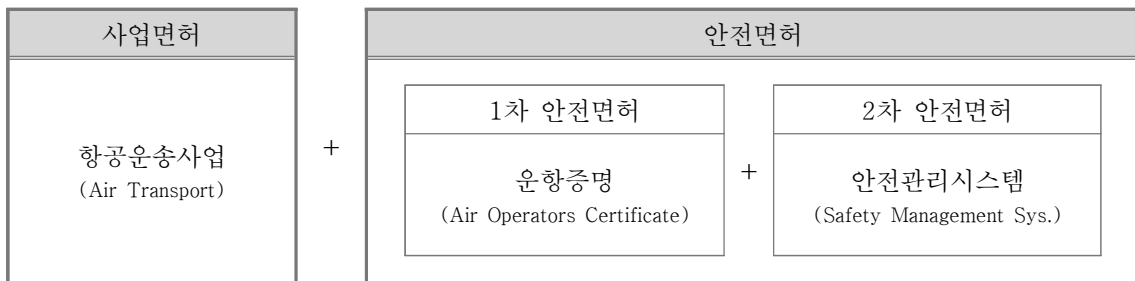 사업면허
항공운송사업
(Air Transport)
+
안전면허
1차 안전면허
운항증명
(Air Operators Certificate)
+
2차 안전면허
안전관리시스템
(Safety Management Sys.)